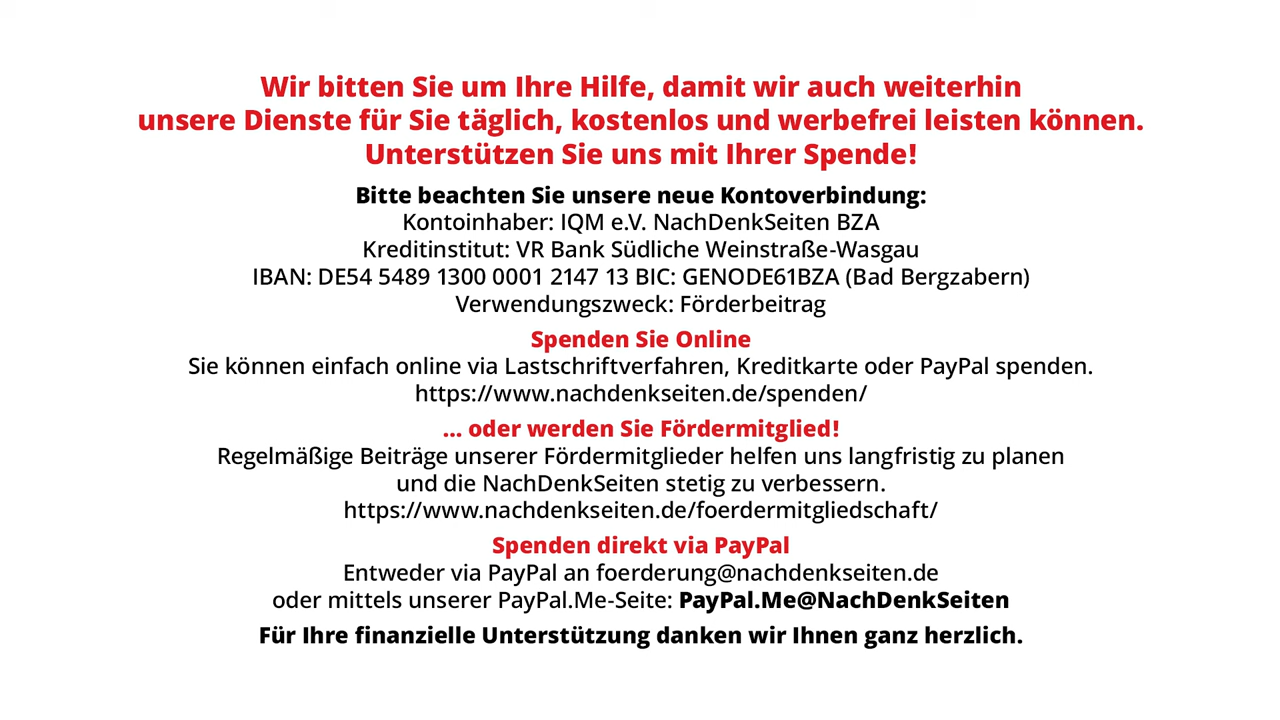 Wir bitten Sie um Ihre Hilfe, damit wir auch weiterhin
unsere Dienste für Sie täglich, kostenlos und werbefrei leisten können.
Unterstützen Sie uns mit Ihrer Spende!
Bitte beachten Sie unsere neue Kontoverbindung:
Kontoinhaber: IQM e.V. NachDenkSeiten BZA
Kreditinstitut: VR Bank Südliche Weinstraße-Wasgau
IBAN: DE54 5489 1300 0001 2147 13 BIC: GENODE61BZA (Bad Bergzabern)
Verwendungszweck: Förderbeitrag
Spenden Sie Online
Sie können einfach online via Lastschriftverfahren, Kreditkarte oder PayPal spenden.
https://www.nachdenkseiten.de/spenden/
... oder werden Sie Fördermitglied!
Regelmäßige Beiträge unserer Fördermitglieder helfen uns langfristig zu planen
und die NachDenkSeiten stetig zu verbessern.
https://www.nachdenkseiten.de/foerdermitgliedschaft/
Spenden direkt via PayPal
Entweder via PayPal an foerderung@nachdenkseiten.de
oder mittels unserer PayPal.Me-Seite: PayPal.Me@NachDenkSeiten
Für Ihre finanzielle Unterstützung danken wir Ihnen ganz herzlich.